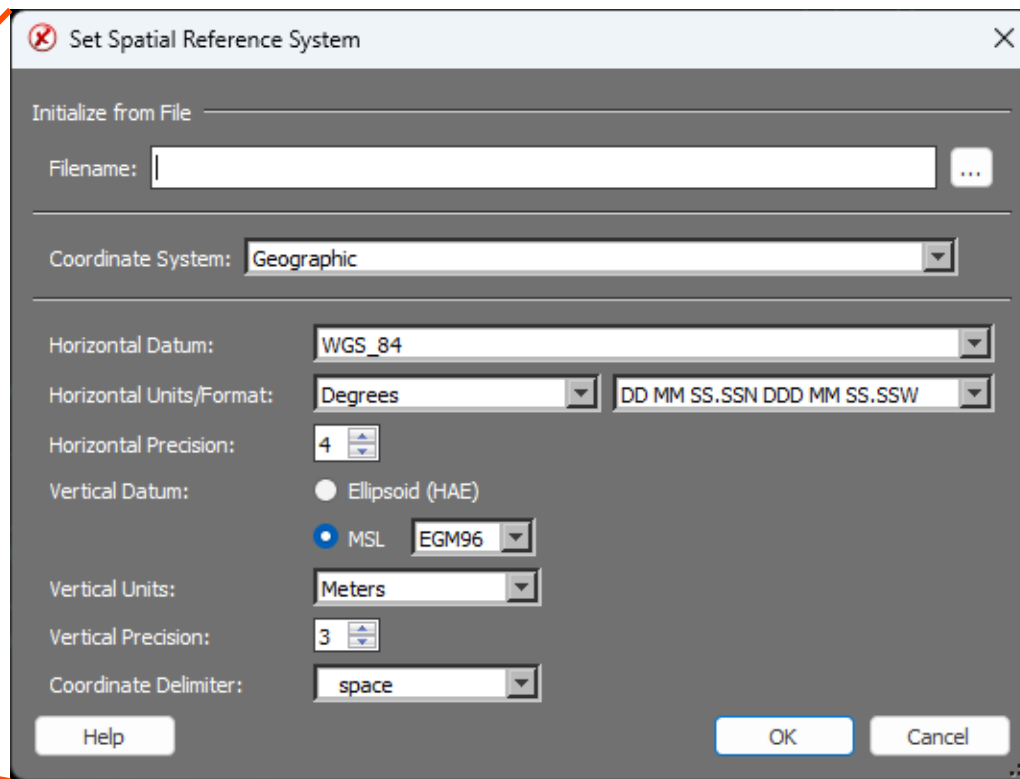 Set Spatial Reference System
Initialize from File
Filename:
...
Coordinate System: Geographic
Horizontal Datum: WGS_84
Horizontal Units/Format: Degrees DD MM SS.SSN DDD MM SS.SSW
Horizontal Precision: 4
Vertical Datum: Ellipsoid (HAE)
MSL EGM96
Vertical Units: Meters
Vertical Precision: 3
Coordinate Delimiter: space
Help OK Cancel